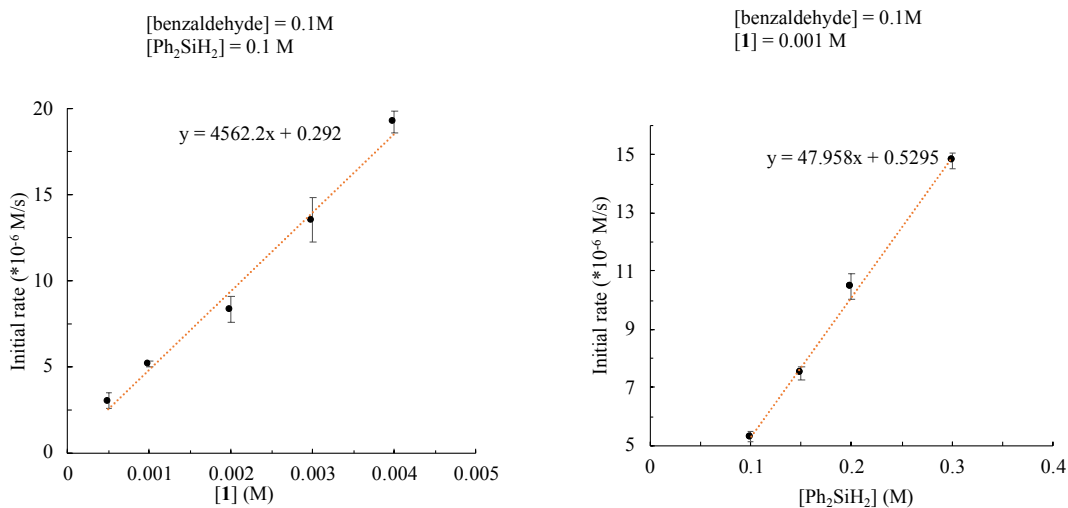 [benzaldehyde] = 0.1M
[Ph₂SiH₂] = 0.1 M
20
15
10
5
0
Initial rate (*10⁻⁶ M/s)
y = 4562.2x + 0.292
0
0.001
0.002
0.003
0.004
0.005
[1] (M)
[benzaldehyde] = 0.1M
[1] = 0.001 M
15
13
11
9
7
5
Initial rate (*10⁻⁶ M/s)
y = 47.958x + 0.5295
0
0.1
0.2
0.3
0.4
[Ph₂SiH₂] (M)